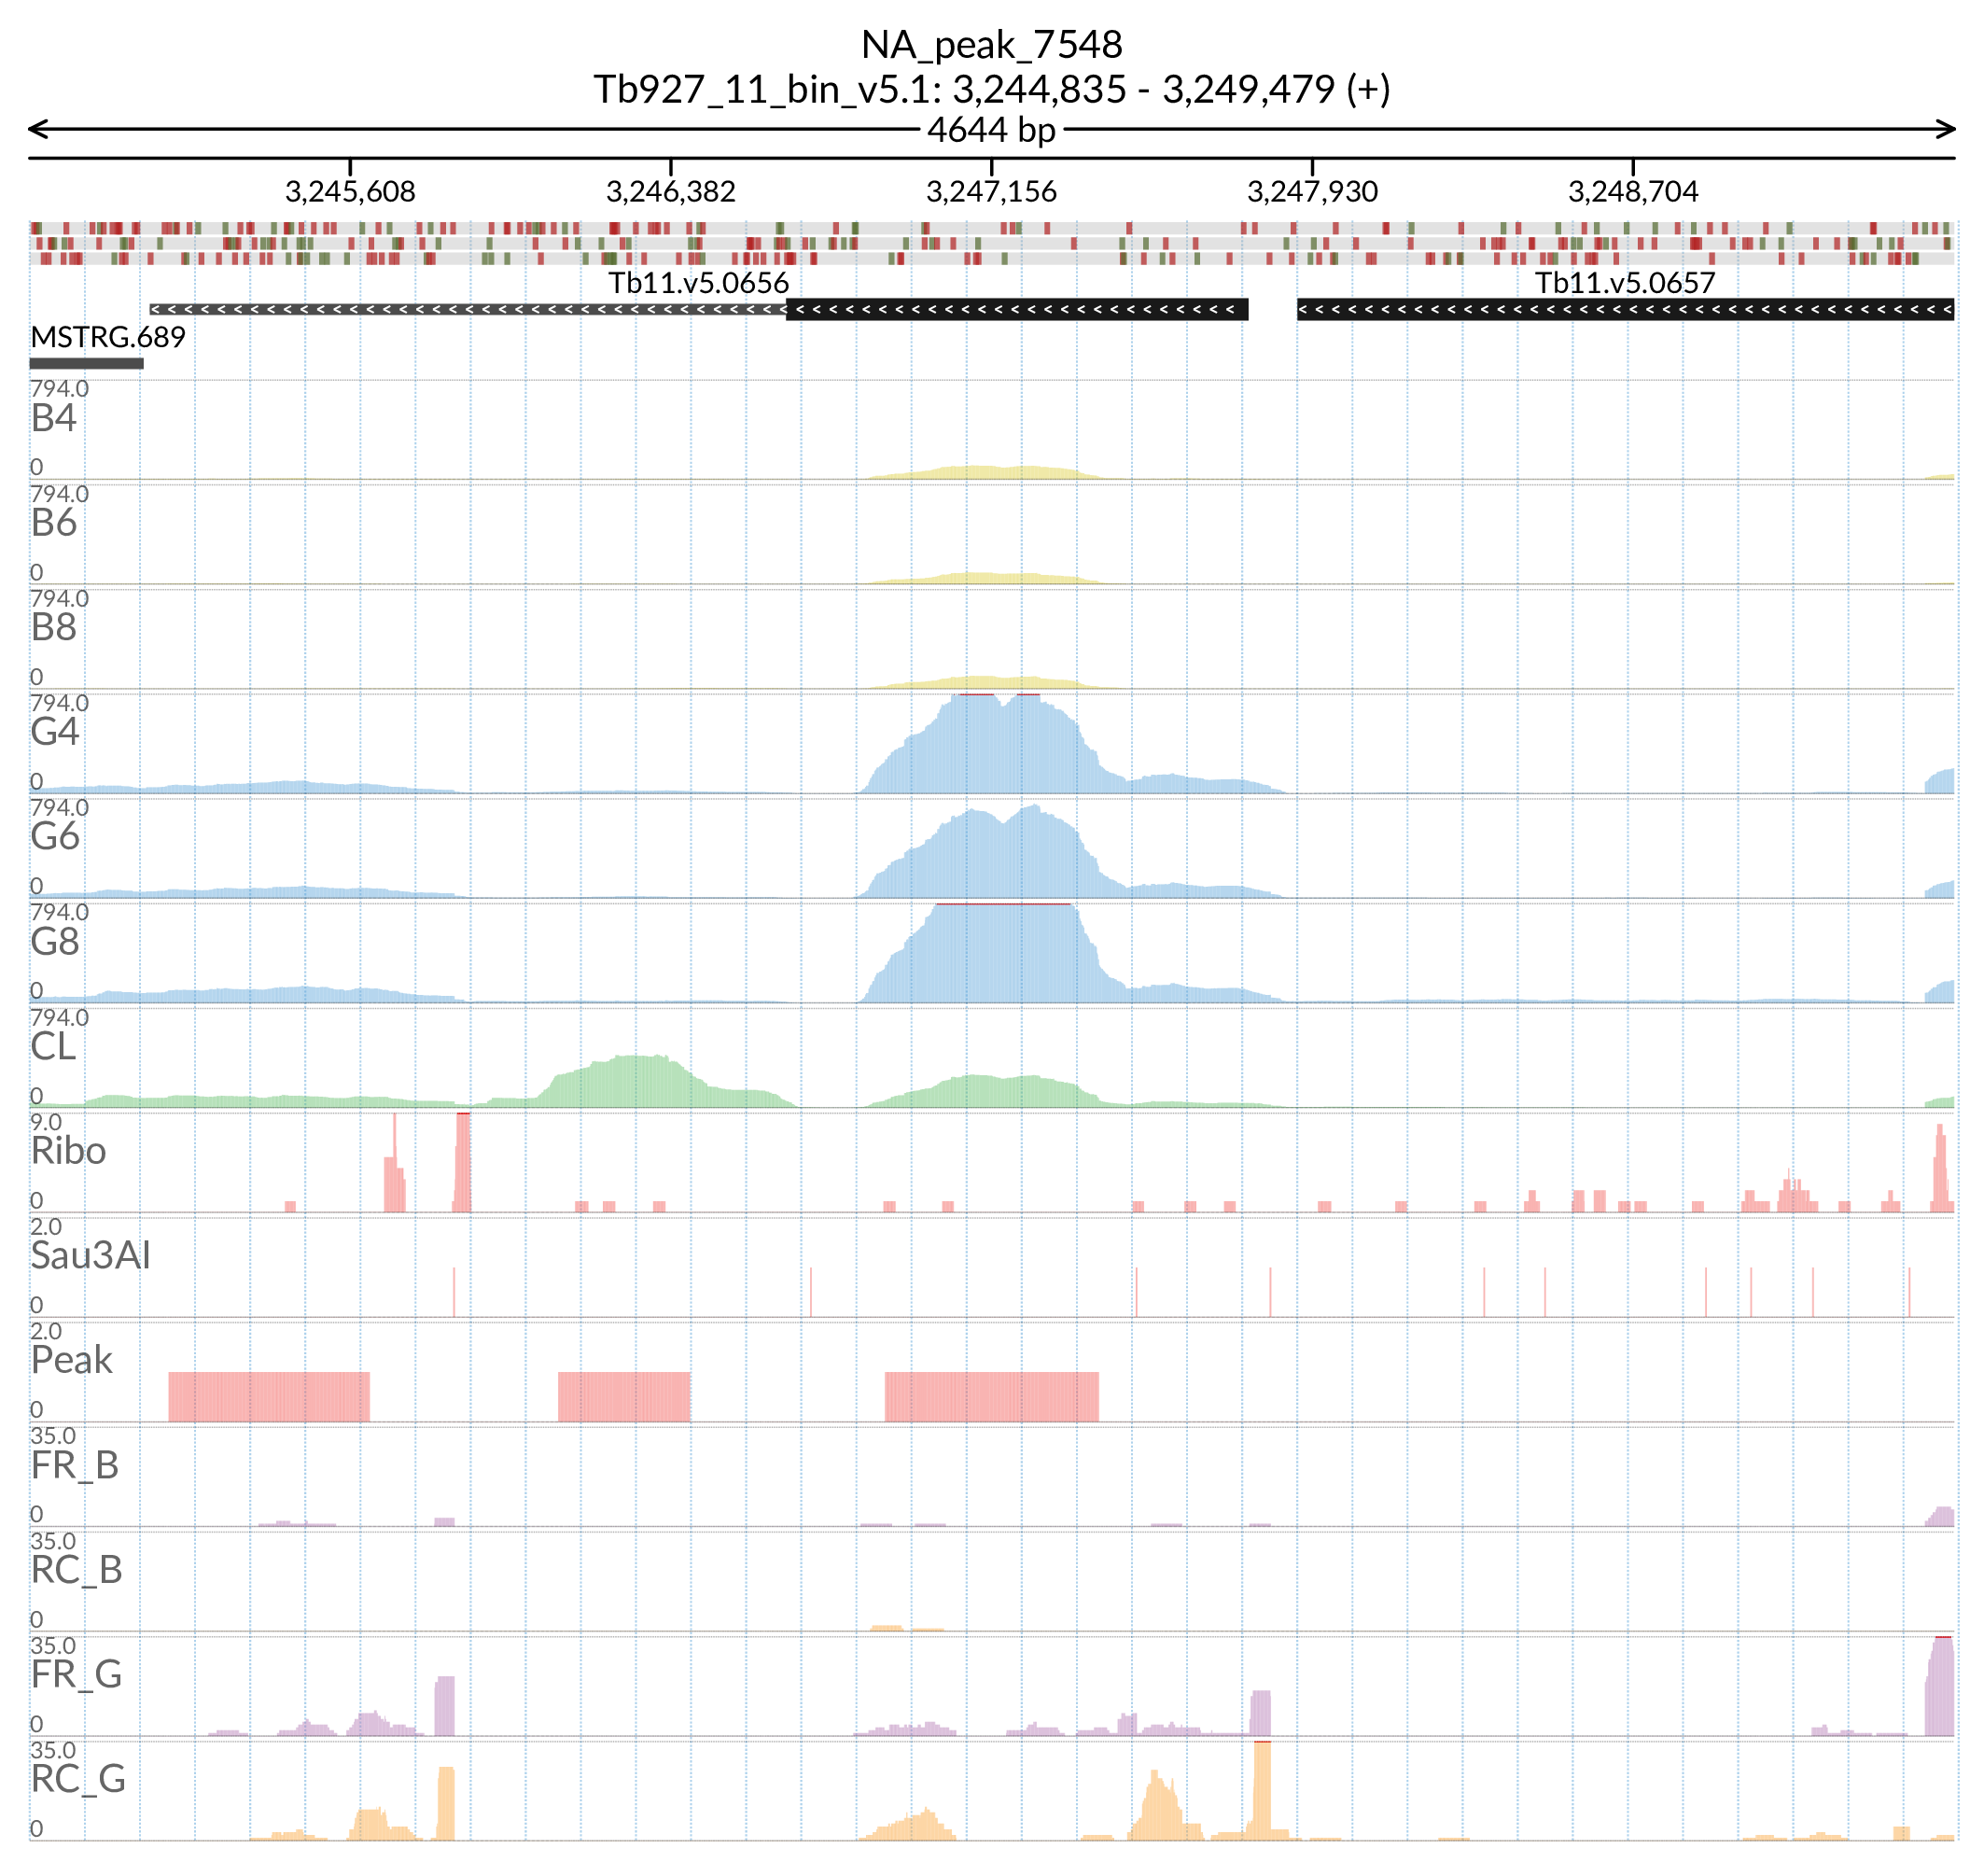 NA_peak_7548
Tb927_11_bin_v5.1: 3,244,835 - 3,249,479 (+)
4644 bp
3,245,608 3,246,382 3,247,156 3,247,930 3,248,704
Tb11.v5.0656 Tb11.v5.0657
MSTRG.689
794.0
B4
0
794.0
B6
0
794.0
B8
0
794.0
G4
0
794.0
G6
0
794.0
G8
0
794.0
CL
0
9.0
Ribo
0
2.0
Sau3AI
0
2.0
Peak
0
35.0
FR_B
0
35.0
RC_B
0
35.0
FR_G
0
35.0
RC_G
0